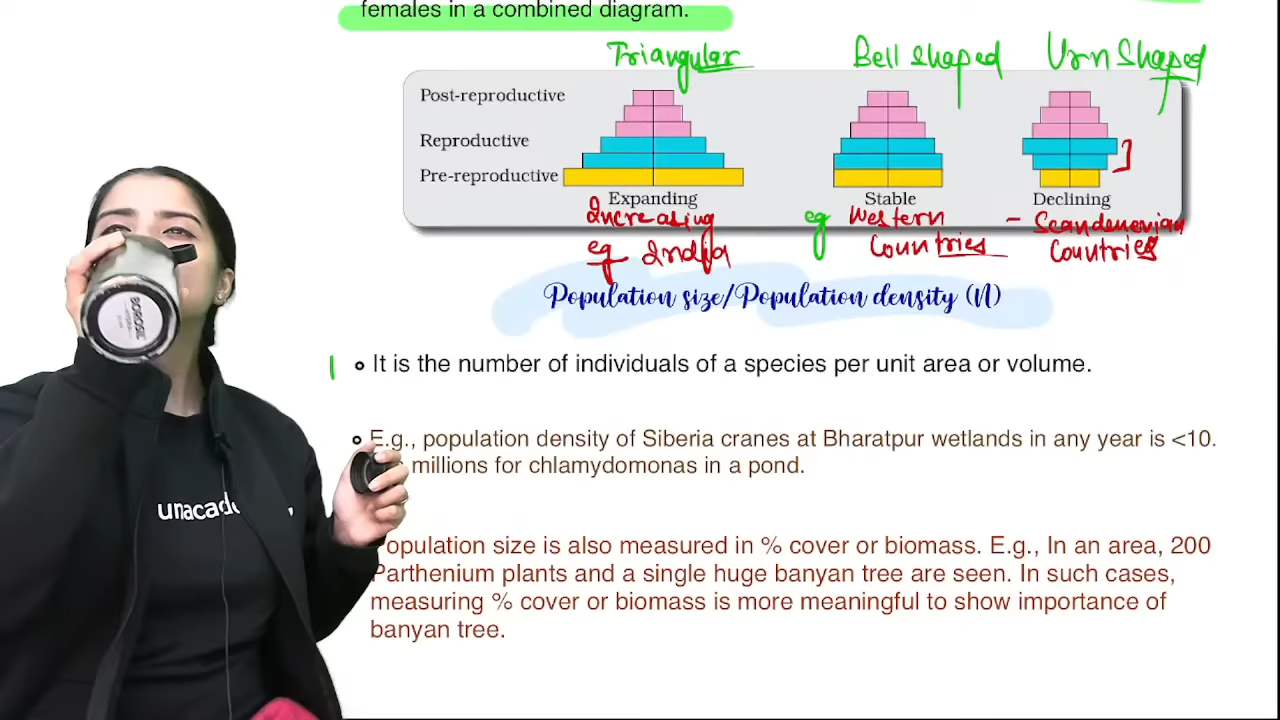 females in a combined diagram.
Triangular Bell shaped Urn Shaped
Post-reproductive
Reproductive
Pre-reproductive
Expanding Stable Declining
Increasing eg Western - Scandenevian
eg India Countries Countries
Population size/Population density (N)
It is the number of individuals of a species per unit area or volume.
E.g., population density of Siberia cranes at Bharatpur wetlands in any year is <10.
millions for chlamydomonas in a pond.
opulation size is also measured in % cover or biomass. E.g., In an area, 200
Parthenium plants and a single huge banyan tree are seen. In such cases,
measuring % cover or biomass is more meaningful to show importance of
banyan tree.
BOROSIL
unacade